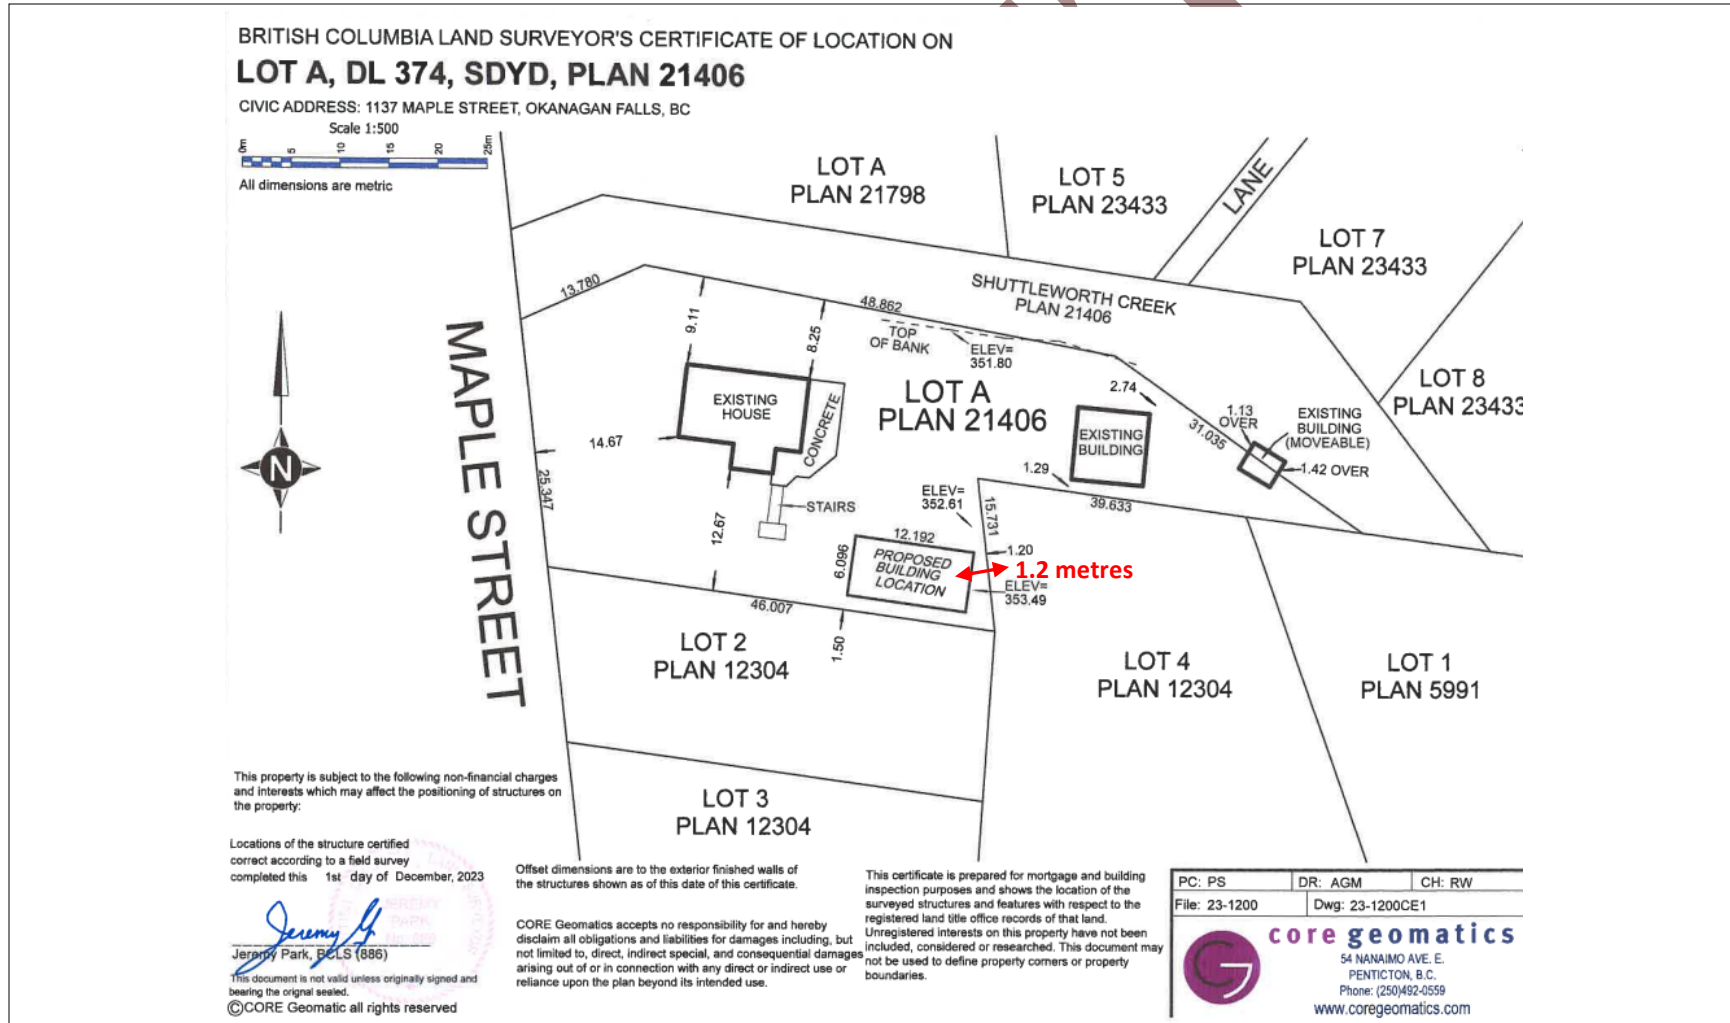 BRITISH COLUMBIA LAND SURVEYOR'S CERTIFICATE OF LOCATION ON
LOT A, DL 374, SDYD, PLAN 21406
CIVIC ADDRESS: 1137 MAPLE STREET, OKANAGAN FALLS, BC
Scale 1:500
0m 5 10 15 20 25m
All dimensions are metric
LOT A
PLAN 21798
LOT 5
PLAN 23433
LANE
LOT 7
PLAN 23433
SHUTTLEWORTH CREEK
PLAN 21406
13.780
48.862
9.11
8.25
TOP
OF BANK
ELEV=
351.80
MAPLE STREET
LOT A
PLAN 21406
2.74
LOT 8
PLAN 23433
EXISTING
HOUSE
CONCRETE
EXISTING
BUILDING
1.13
OVER
31.035
EXISTING
BUILDING
(MOVEABLE)
1.42 OVER
14.67
1.29
39.633
N
25.347
12.67
STAIRS
ELEV=
352.61
15.731
12.192
6.096
PROPOSED
BUILDING
LOCATION
1.20
1.2 metres
ELEV=
353.49
46.007
1.50
LOT 2
PLAN 12304
LOT 4
PLAN 12304
LOT 1
PLAN 5991
LOT 3
PLAN 12304
This property is subject to the following non-financial charges
and interests which may affect the positioning of structures on
the property:
Locations of the structure certified
correct according to a field survey
completed this 1st day of December, 2023
JEREMY
PARK
Jeremy Park, BCLS (886)
This document is not valid unless originally signed and
bearing the orignal sealed.
©CORE Geomatic all rights reserved
Offset dimensions are to the exterior finished walls of
the structures shown as of this date of this certificate.
CORE Geomatics accepts no responsibility for and hereby
disclaim all obligations and liabilities for damages including, but
not limited to, direct, indirect special, and consequential damages
arising out of or in connection with any direct or indirect use or
reliance upon the plan beyond its intended use.
This certificate is prepared for mortgage and building
inspection purposes and shows the location of the
surveyed structures and features with respect to the
registered land title office records of that land.
Unregistered interests on this property have not been
included, considered or researched. This document may
not be used to define property corners or property
boundaries.
PC: PS DR: AGM CH: RW
File: 23-1200 Dwg: 23-1200CE1
core geomatics
54 NANAIMO AVE. E.
PENTICTON, B.C.
Phone: (250)492-0559
www.coregeomatics.com